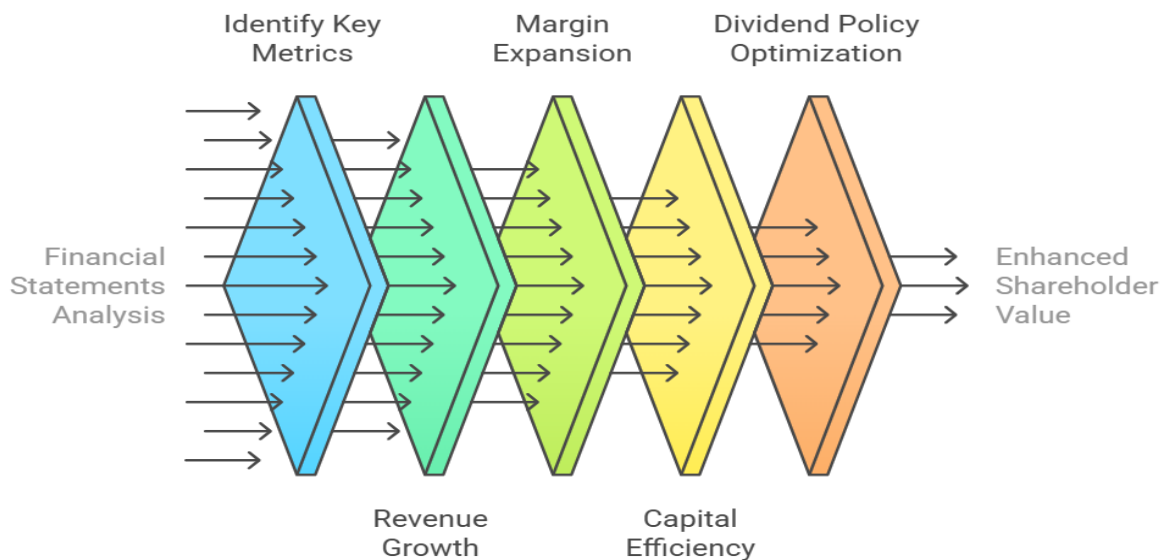 Identify Key
Metrics
Margin
Expansion
Dividend Policy
Optimization
Financial
Statements
Analysis
Enhanced
Shareholder
Value
Revenue
Growth
Capital
Efficiency